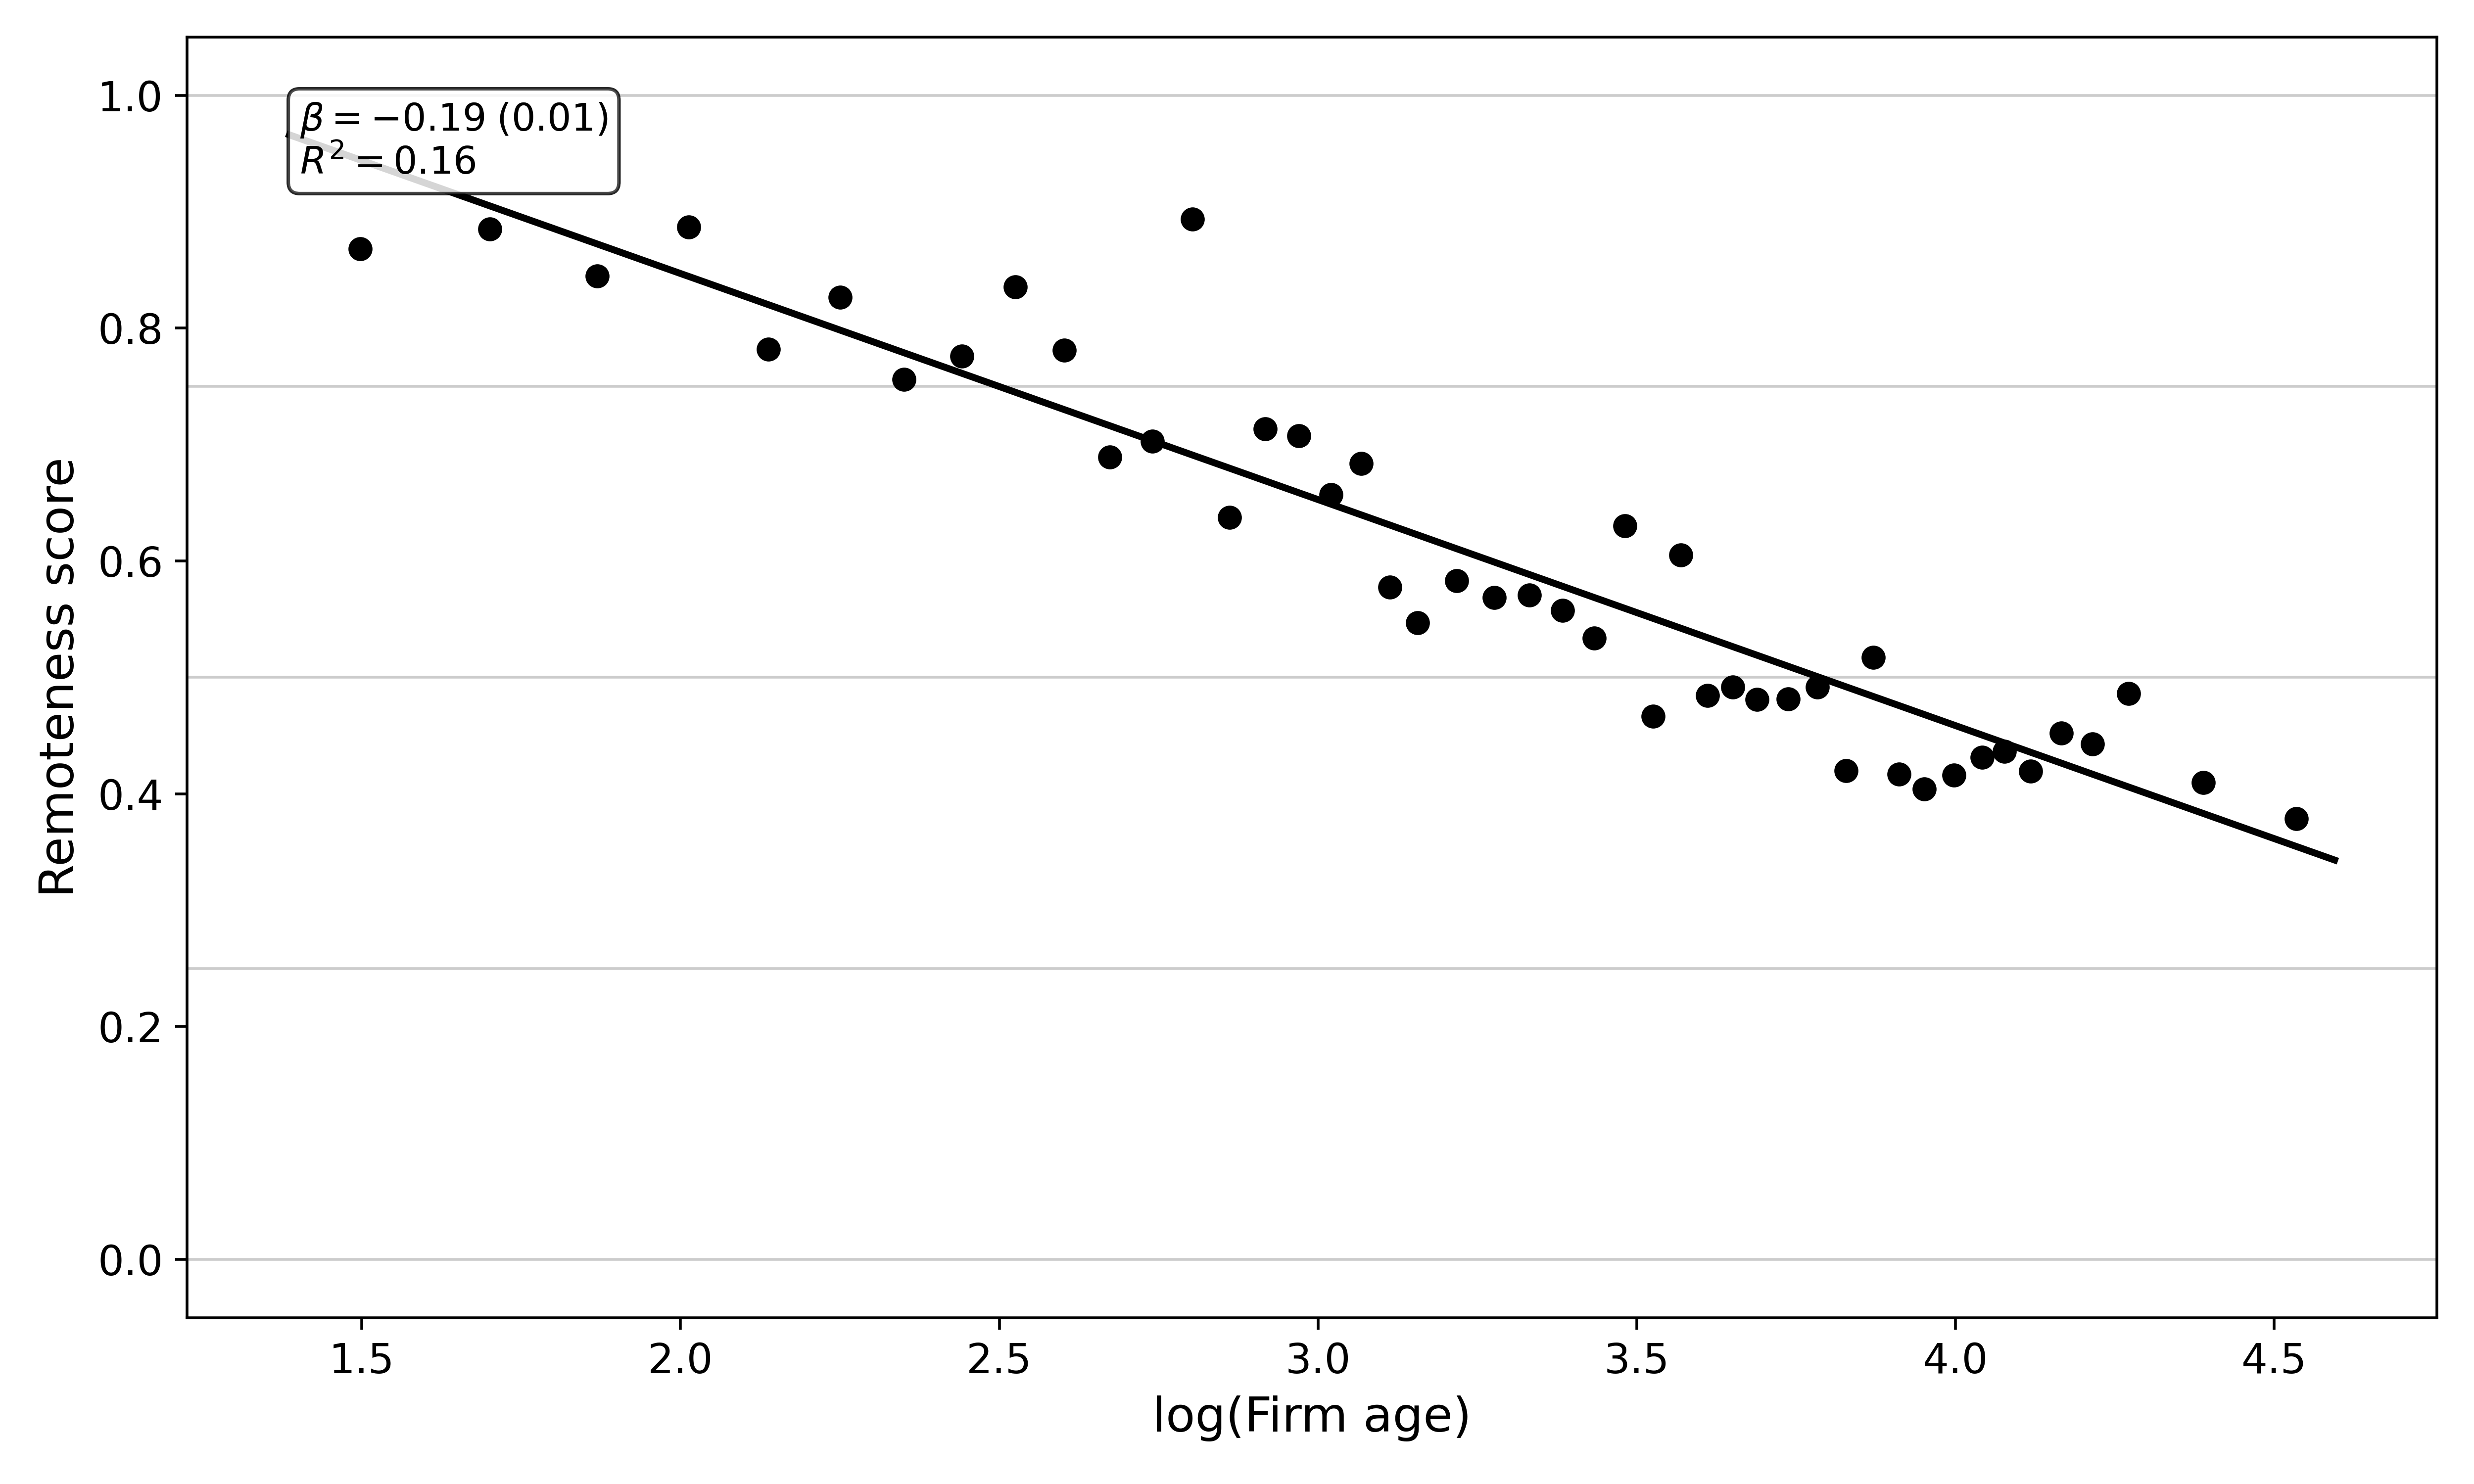 β = −0.19 (0.01)
R² = 0.16
Remoteness score
1.0
0.8
0.6
0.4
0.2
0.0
1.5 2.0 2.5 3.0 3.5 4.0 4.5
log(Firm age)